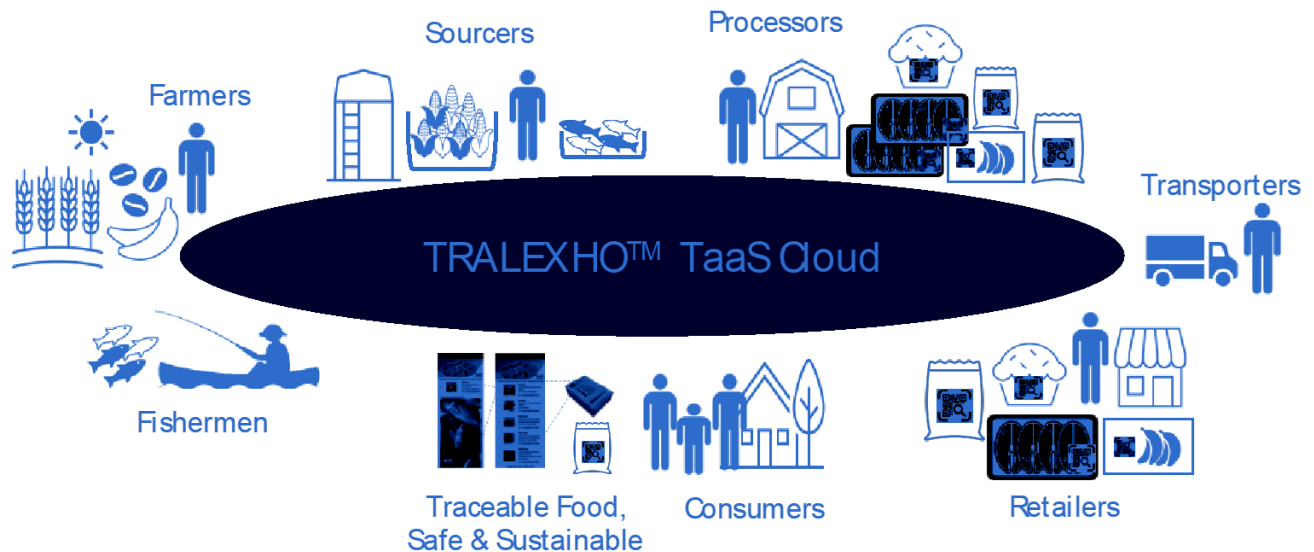 Sourcers
Processors
Farmers
Transporters
TRALEXHO™ TaaS Cloud
Fishermen
Traceable Food,
Safe & Sustainable
Consumers
Retailers